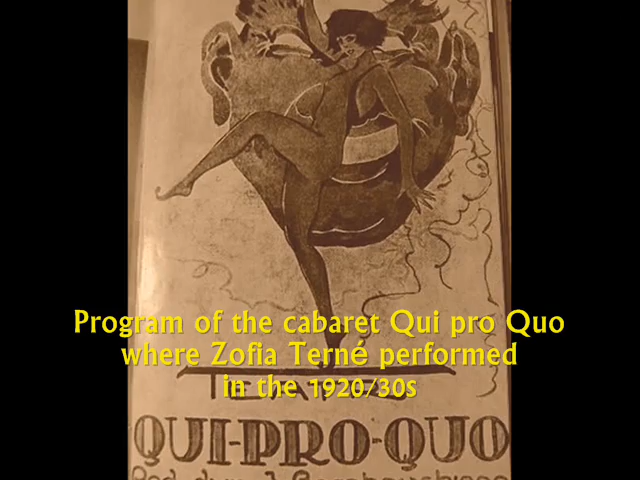 Program of the cabaret Qui pro Quo
where Zofia Terné performed
in the 1920/30s
QUI-PRO-QUO